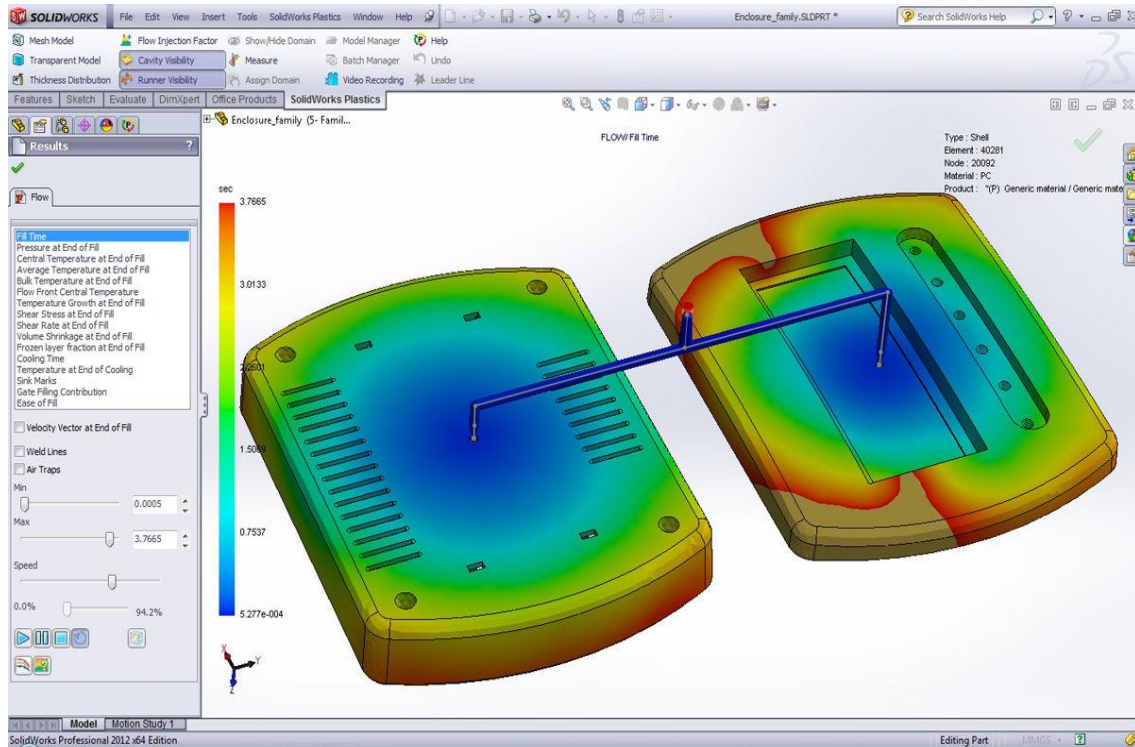 SOLIDWORKS File Edit View Insert Tools SolidWorks Plastics Window Help Enclosure_family.SLDPRT * Search SolidWorks Help
Mesh Model Flow Injection Factor Show/Hide Domain Model Manager Help
Transparent Model Cavity Visibility Measure Batch Manager Undo
Thickness Distribution Runner Visibility Assign Domain Video Recording Leader Line
Features Sketch Evaluate DimXpert Office Products SolidWorks Plastics
Enclosure_family (5- Famil...
Results ?
Flow
FLOW/ Fill Time
Type : Shell
Element : 40281
Node : 20092
Material : PC
Product : "(P) Generic material / Generic mate
sec
3.7665
3.0133
2.2601
1.5069
0.7537
5.277e-004
Fill Time
Pressure at End of Fill
Central Temperature at End of Fill
Average Temperature at End of Fill
Bulk Temperature at End of Fill
Flow Front Central Temperature
Temperature Growth at End of Fill
Shear Stress at End of Fill
Shear Rate at End of Fill
Volume Shrinkage at End of Fill
Frozen layer fraction at End of Fill
Cooling Time
Temperature at End of Cooling
Sink Marks
Gate Filling Contribution
Ease of Fill
Velocity Vector at End of Fill
Weld Lines
Air Traps
Min
0.0005
Max
3.7665
Speed
0.0% 94.2%
X Y
Z
Model Motion Study 1
SolidWorks Professional 2012 x64 Edition Editing Part MMGS